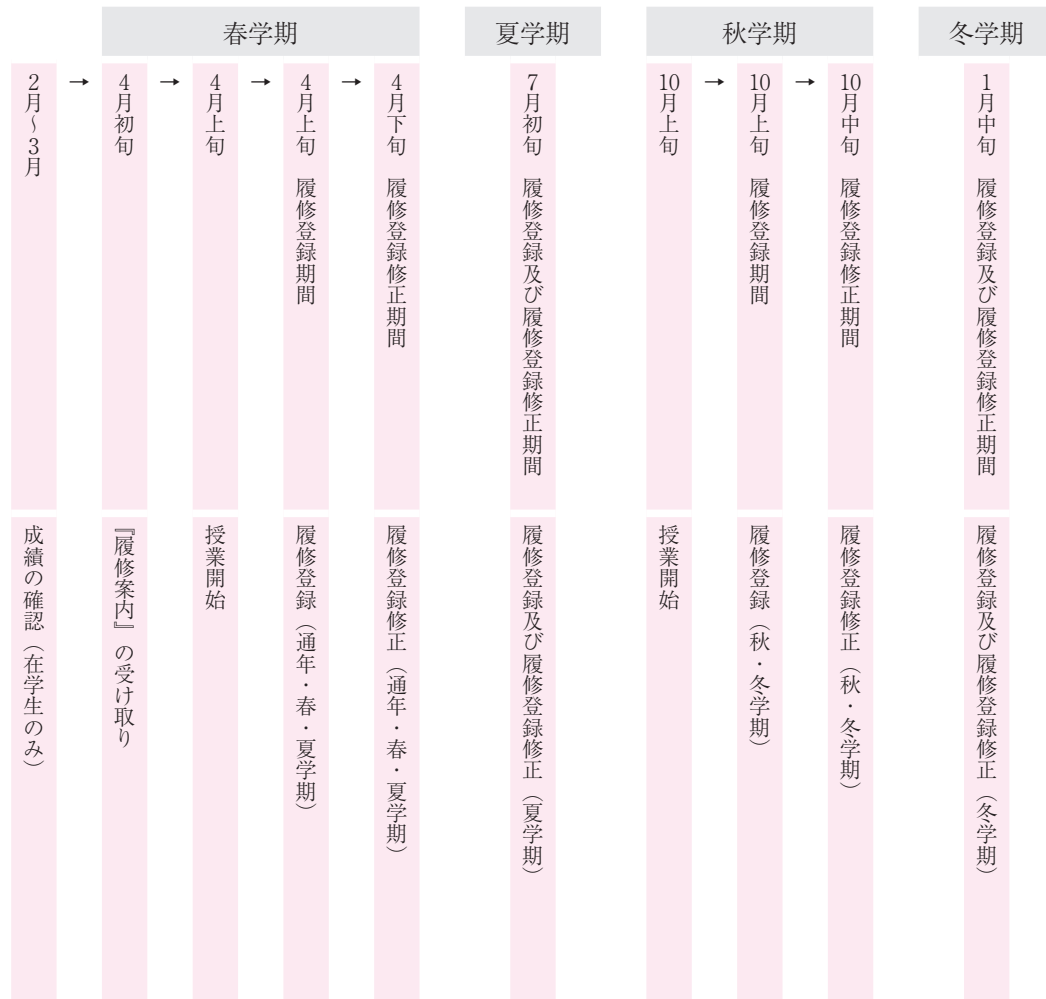 春学期
夏学期
秋学期
冬学期
2月~3月
→
4月初旬
→
4月上旬
→
4月上旬 履修登録期間
→
4月下旬 履修登録修正期間
7月初旬 履修登録及び履修登録修正期間
10月上旬
→
10月上旬 履修登録期間
→
10月中旬 履修登録修正期間
1月中旬 履修登録及び履修登録修正期間
成績の確認(在学生のみ)
『履修案内』の受け取り
授業開始
履修登録(通年・春・夏学期)
履修登録修正(通年・春・夏学期)
履修登録及び履修登録修正(夏学期)
授業開始
履修登録(秋・冬学期)
履修登録修正(秋・冬学期)
履修登録及び履修登録修正(冬学期)